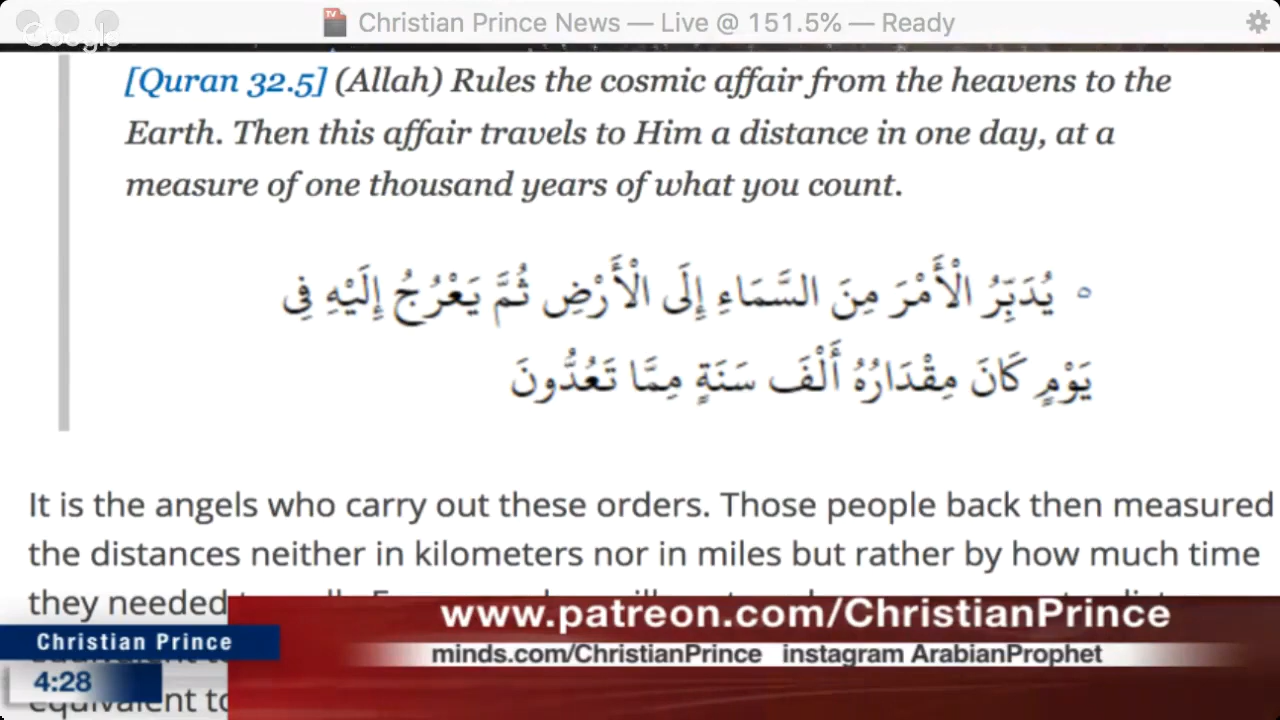 Christian Prince News — Live @ 151.5% — Ready
Google
[Quran 32.5] (Allah) Rules the cosmic affair from the heavens to the
Earth. Then this affair travels to Him a distance in one day, at a
measure of one thousand years of what you count.
٥ يُدَبِّرُ الْأَمْرَ مِنَ السَّمَاءِ إِلَى الْأَرْضِ ثُمَّ يَعْرُجُ إِلَيْهِ فِى
يَوْمٍ كَانَ مِقْدَارُهُ أَلْفَ سَنَةٍ مِمَّا تَعُدُّونَ
It is the angels who carry out these orders. Those people back then measured
the distances neither in kilometers nor in miles but rather by how much time
they needed
www.patreon.com/ChristianPrince
Christian Prince
minds.com/ChristianPrince instagram ArabianProphet
4:28
equivalent to